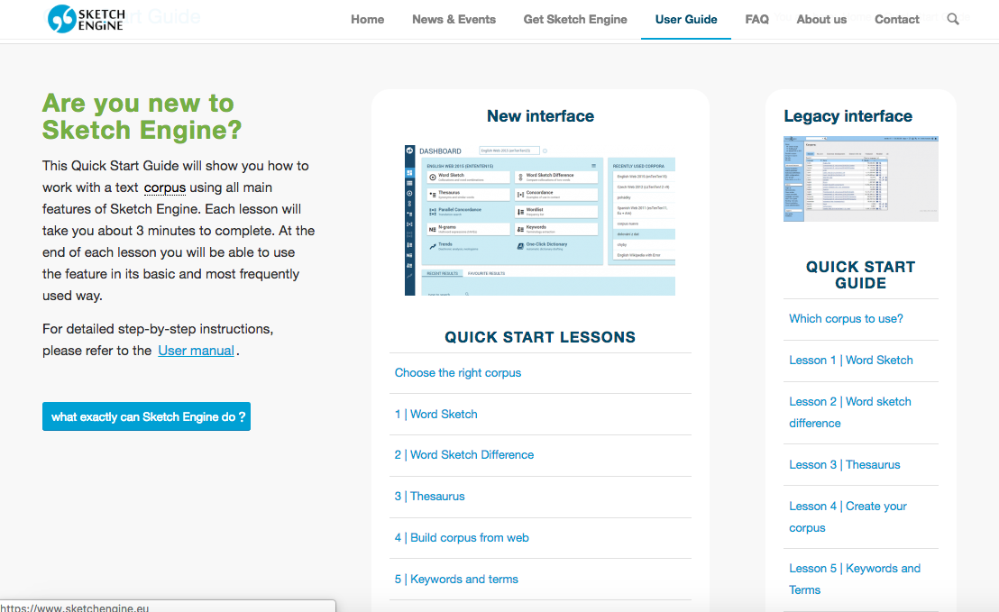 SKETCH
ENGINE
Home
News & Events
Get Sketch Engine
User Guide
FAQ
About us
Contact
Are you new to
Sketch Engine?
This Quick Start Guide will show you how to
work with a text corpus using all main
features of Sketch Engine. Each lesson will
take you about 3 minutes to complete. At the
end of each lesson you will be able to use
the feature in its basic and most frequently
used way.
For detailed step-by-step instructions,
please refer to the User manual.
what exactly can Sketch Engine do ?
New interface
DASHBOARD
English Web 2015 (enTenTen15)
ENGLISH WEB 2015 (ENTENTEN15)
Word Sketch
Word Sketch Difference
Thesaurus
Concordance
Parallel Concordance
Wordlist
N-grams
Keywords
Trends
One-Click Dictionary
RECENTLY USED CORPORA
RECENT RESULTS
FAVOURITE RESULTS
QUICK START LESSONS
Choose the right corpus
1 | Word Sketch
2 | Word Sketch Difference
3 | Thesaurus
4 | Build corpus from web
5 | Keywords and terms
Legacy interface
QUICK START
GUIDE
Which corpus to use?
Lesson 1 | Word Sketch
Lesson 2 | Word sketch
difference
Lesson 3 | Thesaurus
Lesson 4 | Create your
corpus
Lesson 5 | Keywords and
Terms
https://www.sketchengine.eu